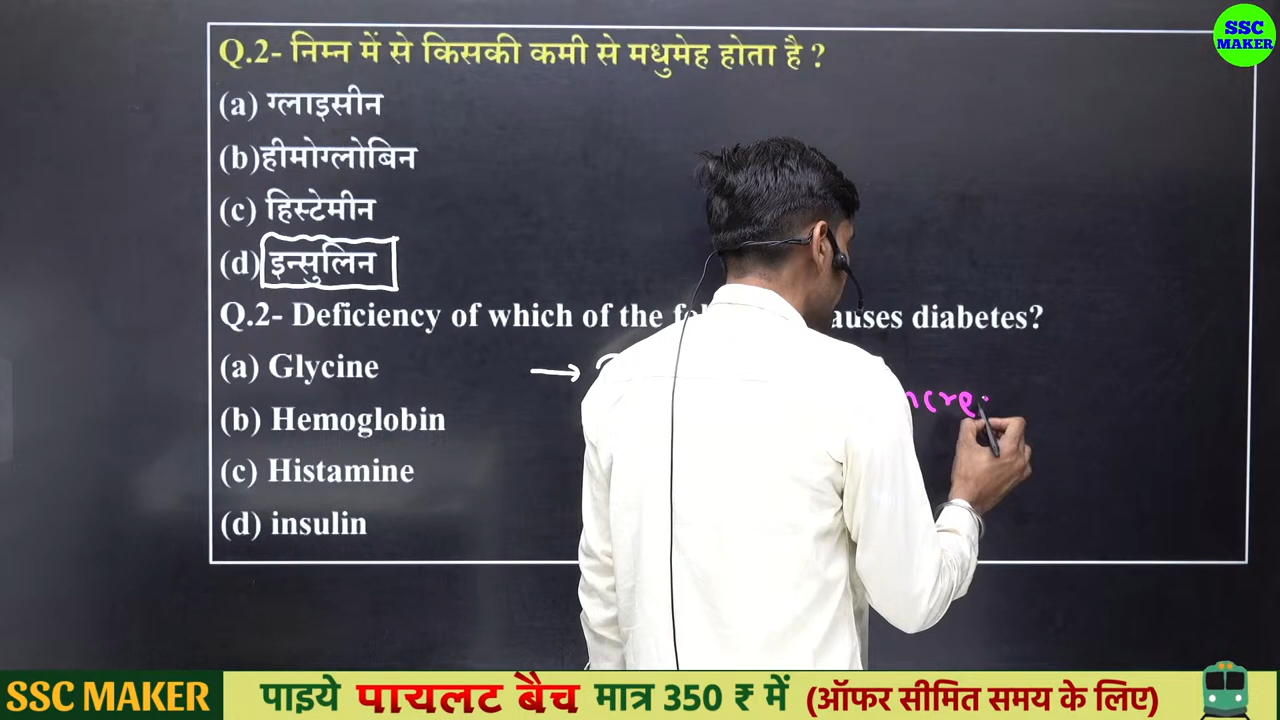 SSC
MAKER
Q.2- निम्न में से किसकी कमी से मधुमेह होता है ?
(a) ग्लाइसीन
(b)हीमोग्लोबिन
(c) हिस्टेमीन
(d) इन्सुलिन
Q.2- Deficiency of which of the auses diabetes?
(a) Glycine
(b) Hemoglobin
(c) Histamine
(d) insulin
SSC MAKER पाइये पायलट बैच मात्र 350 ₹ में (ऑफर सीमित समय के लिए)